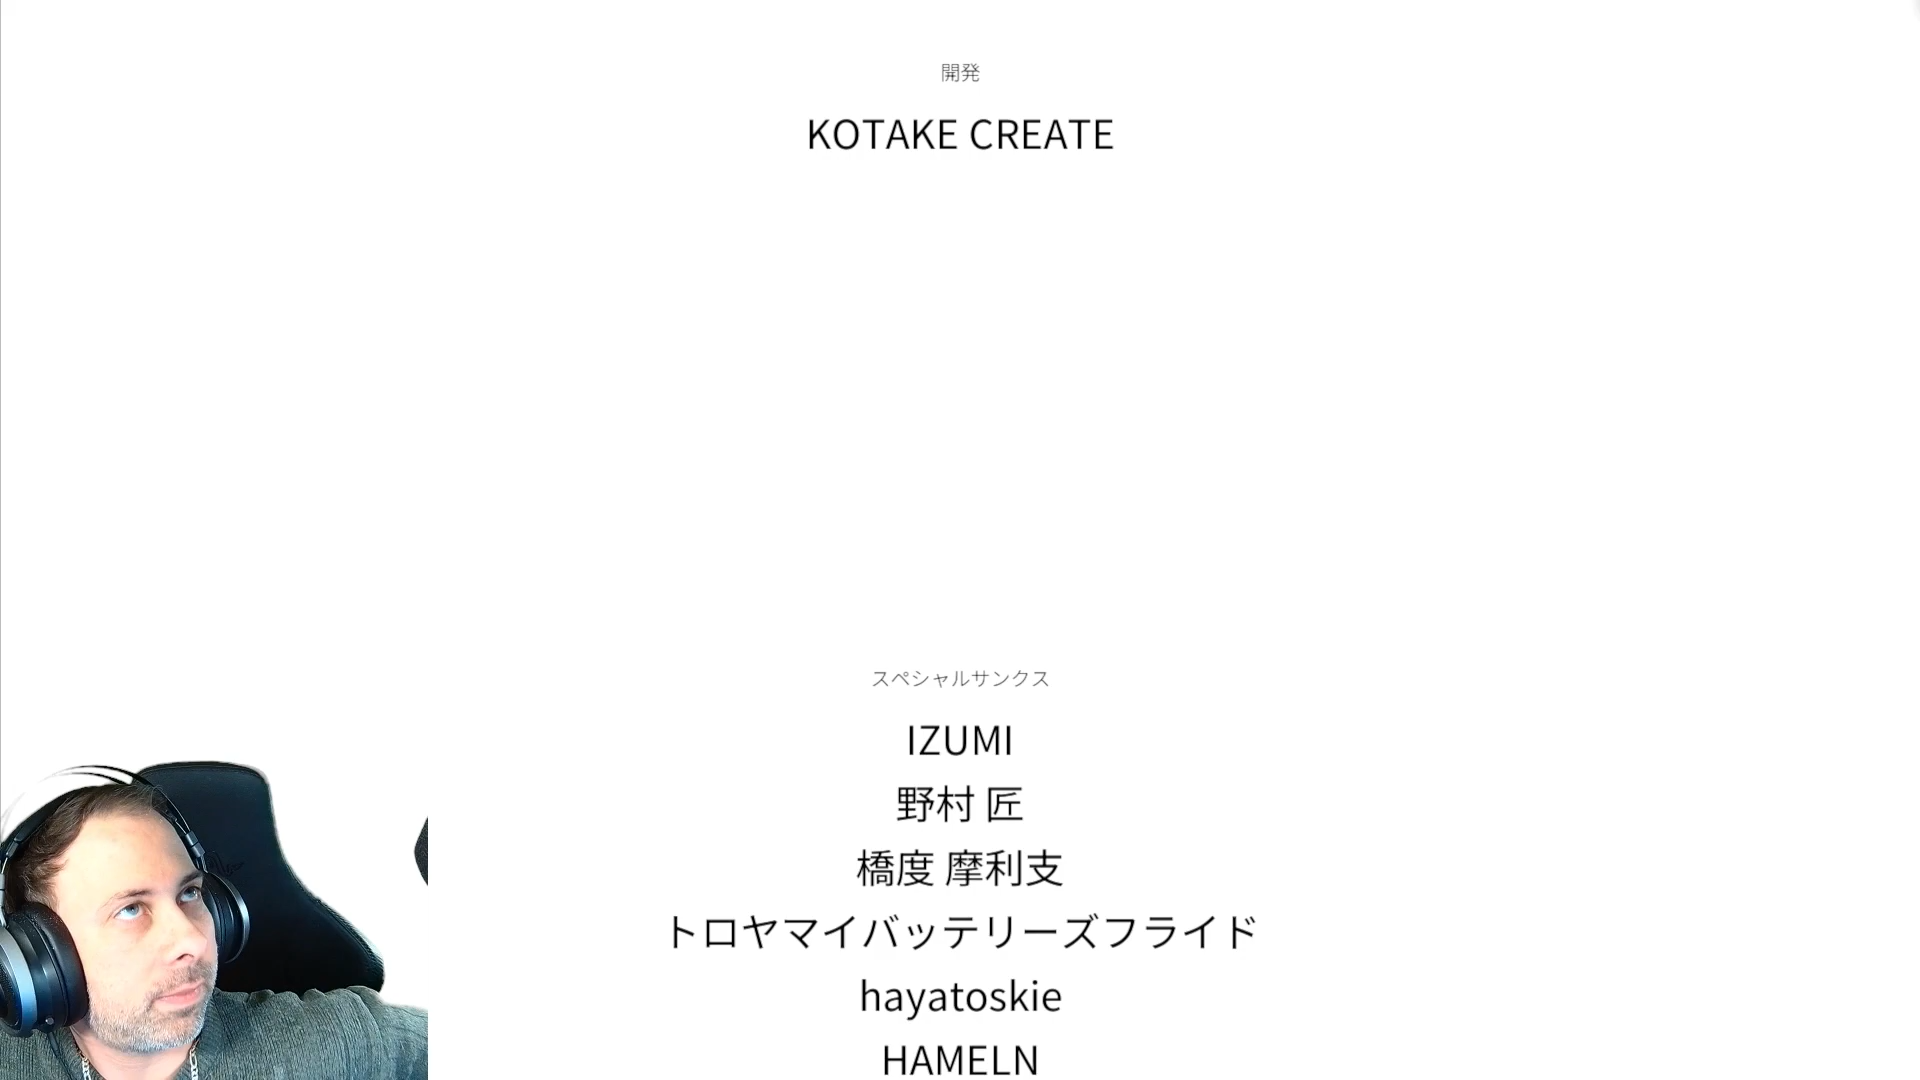 開発
KOTAKE CREATE
スペシャルサンクス
IZUMI
野村 匠
橋度 摩利支
トロヤマイバッテリーズフライド
hayatoskie
HAMELN